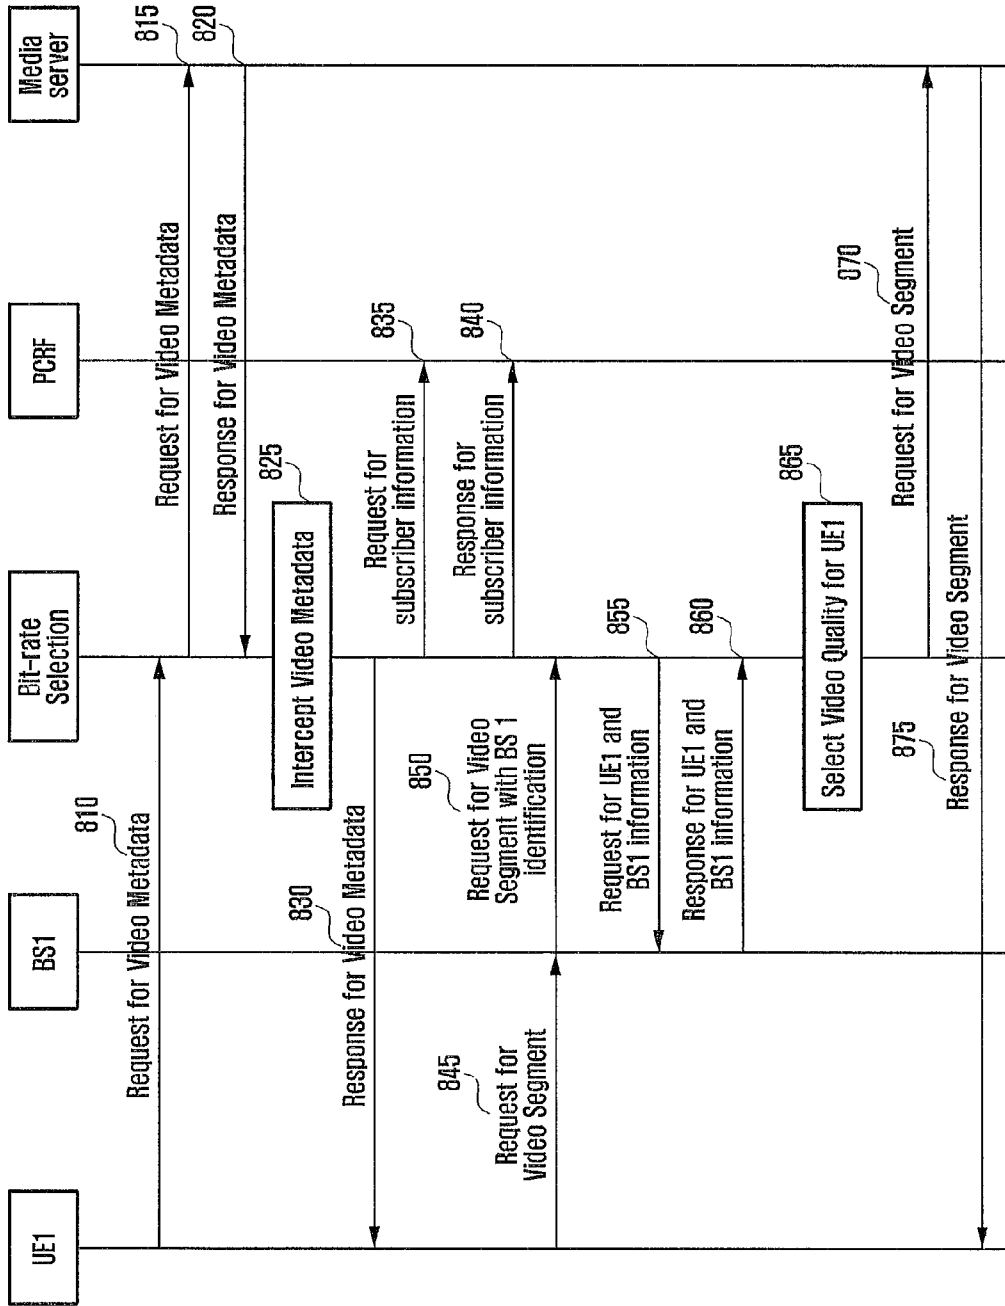 UE1
BS1
Bit-rate
Selection
PCRF
Media
server
810
Request for Video Metadata
Request for Video Metadata
815
Response for Video Metadata
820
825
Intercept Video Metadata
830
Response for Video Metadata
Request for
subscriber information
835
Response for
subscriber information
840
845
Request for
Video Segment
850
Request for Video
Segment with BS 1
identification
Request for UE1 and
BS1 information
855
Response for UE1 and
BS1 information
860
865
Select Video Quality for UE1
070
Request for Video Segment
875
Response for Video Segment